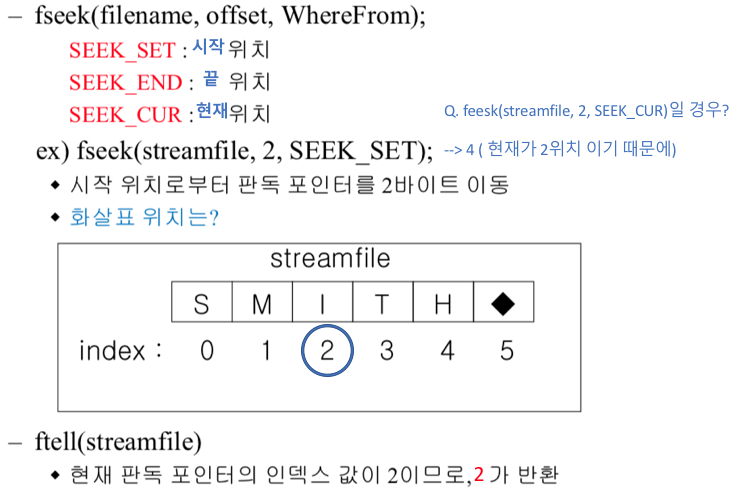 – fseek(filename, offset, WhereFrom);
SEEK_SET : 시작위치
SEEK_END : 끝 위치
SEEK_CUR : 현재위치
Q. feesk(streamfile, 2, SEEK_CUR)일 경우?
ex) fseek(streamfile, 2, SEEK_SET);
--> 4 ( 현재가 2위치 이기 때문에)
◆ 시작 위치로부터 판독 포인터를 2바이트 이동
◆ 화살표 위치는?
streamfile
S M I T H ◆
index : 0 1 2 3 4 5
– ftell(streamfile)
◆ 현재 판독 포인터의 인덱스 값이 2이므로,2 가 반환